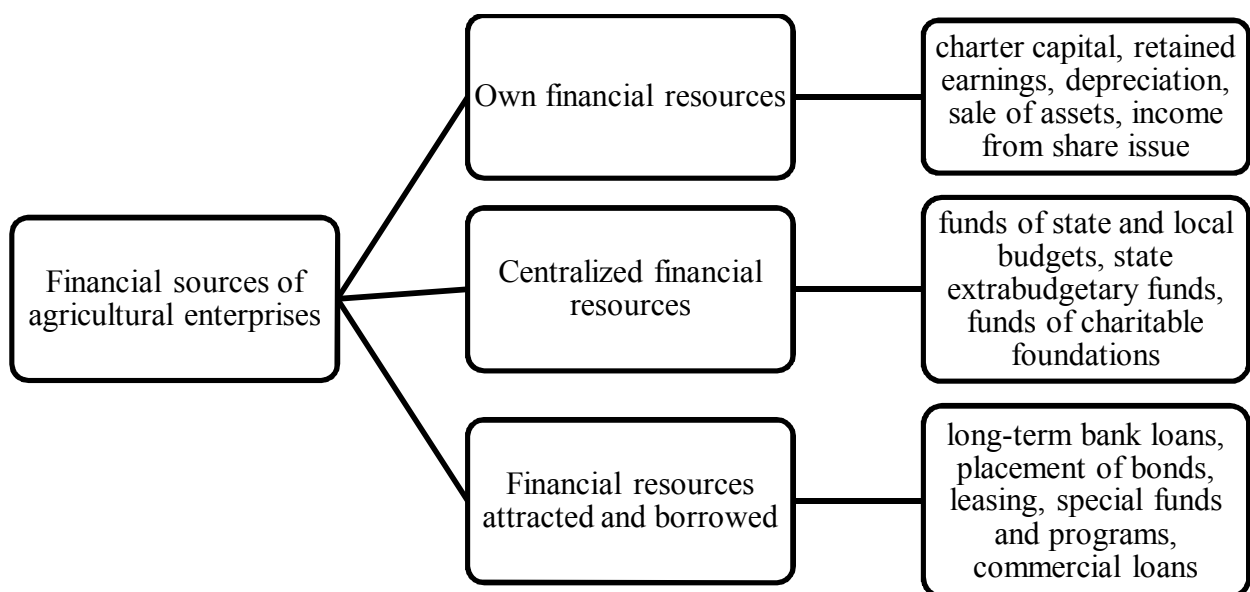 Financial sources of
agricultural enterprises
Own financial resources
charter capital, retained
earnings, depreciation,
sale of assets, income
from share issue
Centralized financial
resources
funds of state and local
budgets, state
extrabudgetary funds,
funds of charitable
foundations
Financial resources
attracted and borrowed
long-term bank loans,
placement of bonds,
leasing, special funds
and programs,
commercial loans